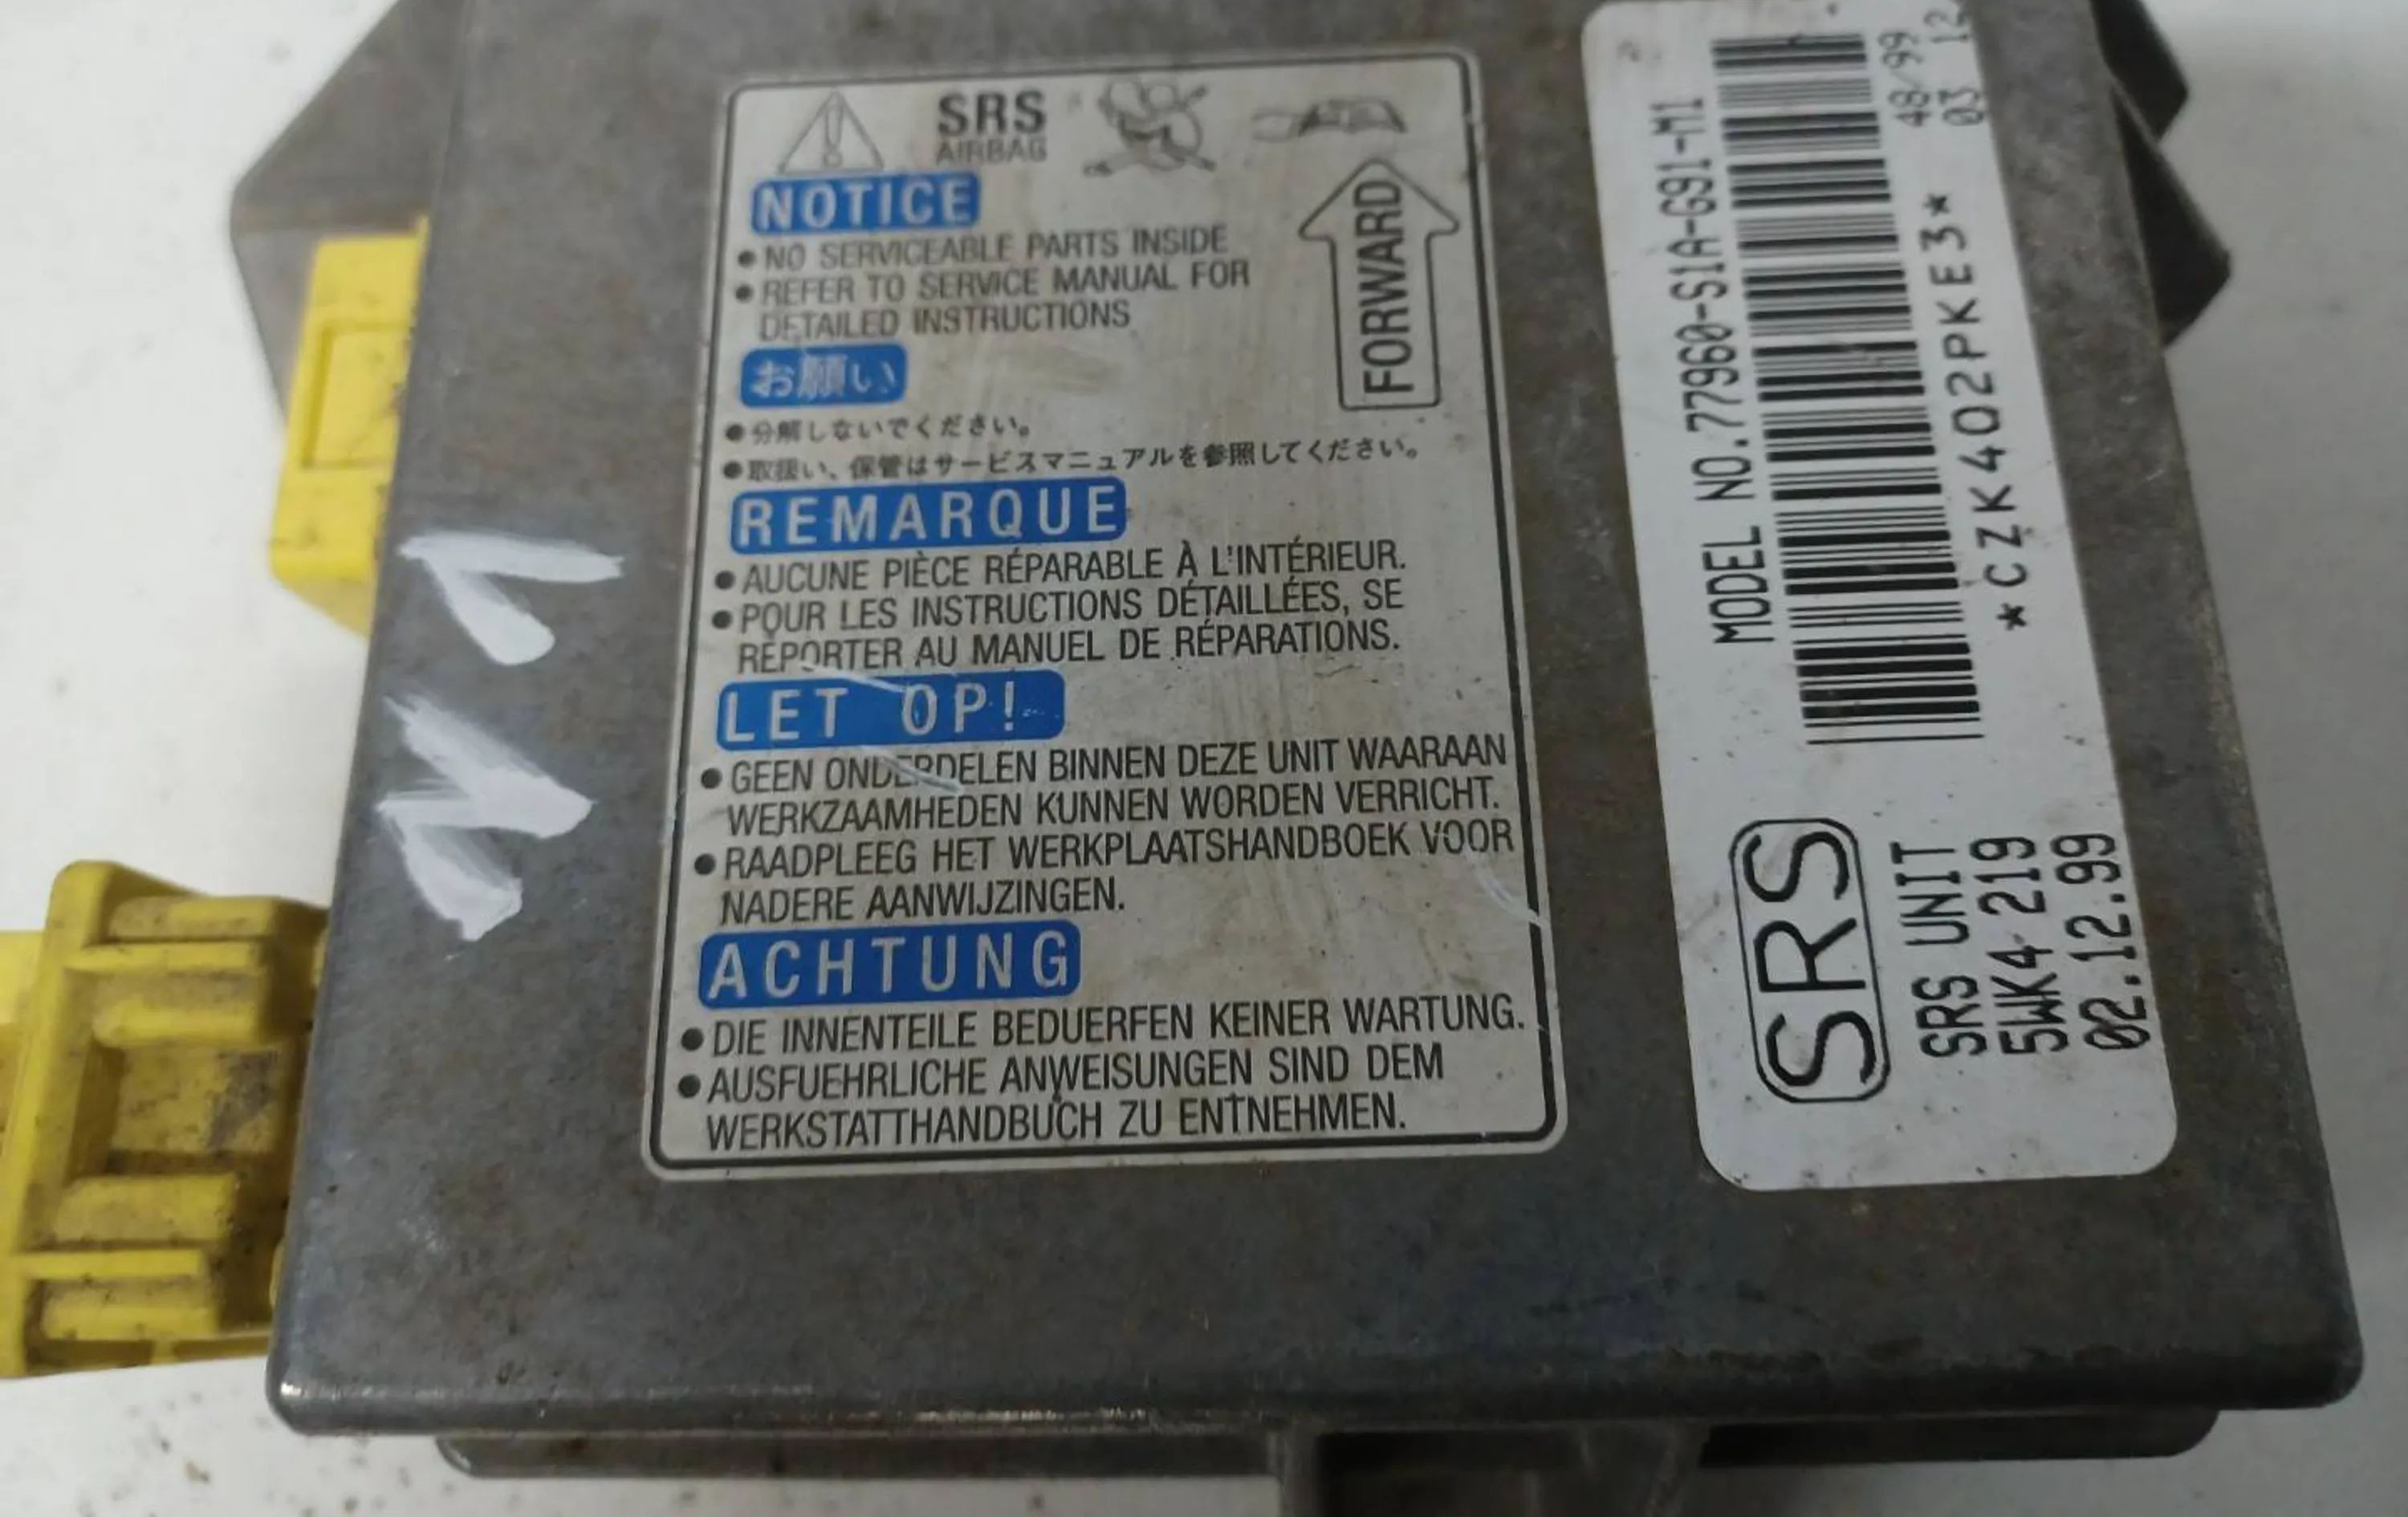 SRS
AIRBAG
FORWARD
NOTICE
• NO SERVICEABLE PARTS INSIDE
• REFER TO SERVICE MANUAL FOR
DETAILED INSTRUCTIONS
お願い
• 分解しないでください。
• 取扱い、保管はサービスマニュアルを参照してください。
REMARQUE
• AUCUNE PIÈCE RÉPARABLE À L'INTÉRIEUR.
• POUR LES INSTRUCTIONS DÉTAILLÉES, SE
REPORTER AU MANUEL DE RÉPARATIONS.
LET OP!
• GEEN ONDERDELEN BINNEN DEZE UNIT WAARAAN
WERKZAAMHEDEN KUNNEN WORDEN VERRICHT.
• RAADPLEEG HET WERKPLAATSHANDBOEK VOOR
NADERE AANWIJZINGEN.
ACHTUNG
• DIE INNENTEILE BEDUERFEN KEINER WARTUNG.
• AUSFUEHRLICHE ANWEISUNGEN SIND DEM
WERKSTATTHANDBUCH ZU ENTNEHMEN.
MODEL NO.77960-S1A-G91-M1
48/99
03 12
*CZK402PKE3*
SRS
SRS UNIT
5WK4 219
02.12.99